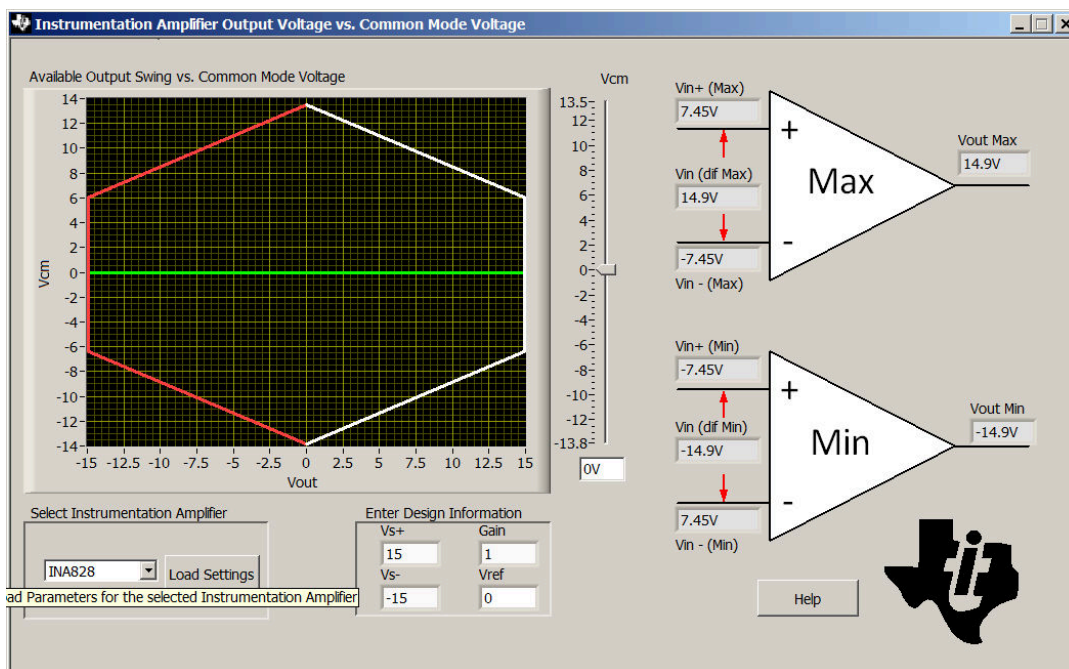 Instrumentation Amplifier Output Voltage vs. Common Mode Voltage
Available Output Swing vs. Common Mode Voltage
14
12
10
8
6
4
2
0
-2
-4
-6
-8
-10
-12
-14
Vcm
-15 -12.5 -10 -7.5 -5 -2.5 0 2.5 5 7.5 10 12.5 15
Vout
Vcm
13.5
12
10
8
6
4
2
0
-2
-4
-6
-8
-10
-13.8
0V
Vin+ (Max)
7.45V
Vin (dif Max)
14.9V
-7.45V
Vin - (Max)
+
Max
-
Vout Max
14.9V
Vin+ (Min)
-7.45V
Vin (dif Min)
-14.9V
7.45V
Vin - (Min)
+
Min
-
Vout Min
-14.9V
Select Instrumentation Amplifier
INA828
Load Settings
ad Parameters for the selected Instrumentation Amplifier
Enter Design Information
Vs+ Gain
15 1
Vs- Vref
-15 0
Help
ti